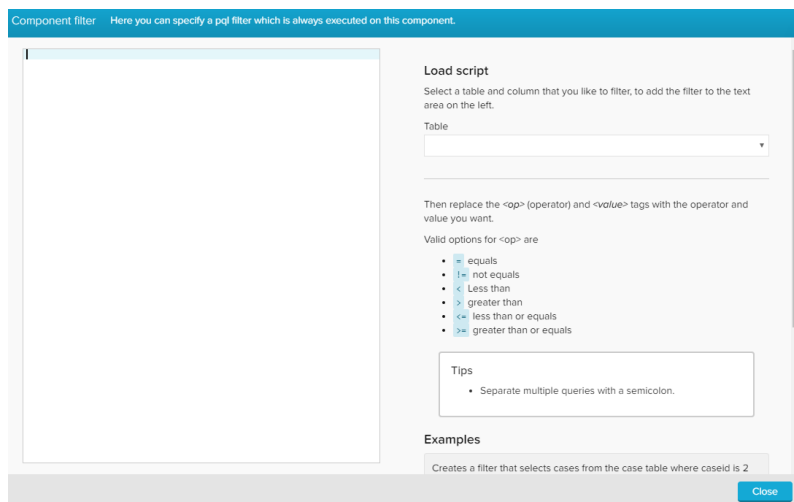 Component filter Here you can specify a pql filter which is always executed on this component.
Load script
Select a table and column that you like to filter, to add the filter to the text
area on the left.
Table
Then replace the <op> (operator) and <value> tags with the operator and
value you want.
Valid options for <op> are
= equals
!= not equals
< Less than
> greater than
<= less than or equals
>= greater than or equals
Tips
Separate multiple queries with a semicolon.
Examples
Creates a filter that selects cases from the case table where caseid is 2
Close